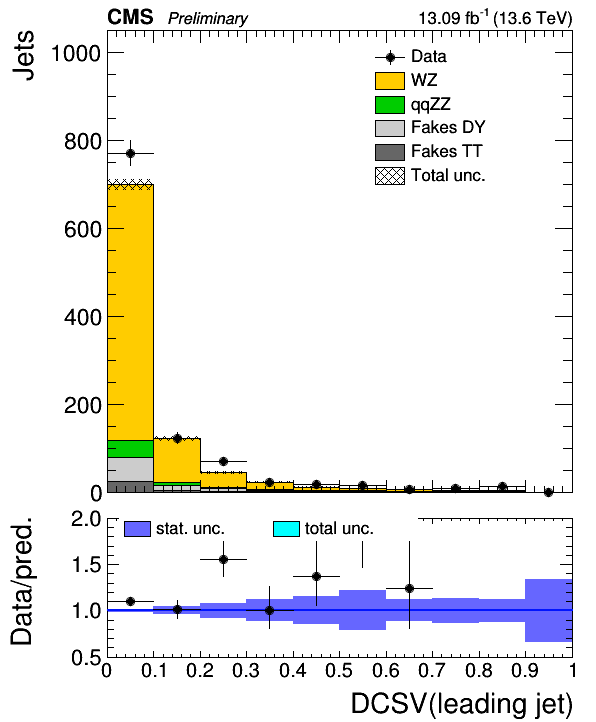 CMS Preliminary 13.09 fb⁻¹ (13.6 TeV)
Jets
1000
800
600
400
200
0
Data
WZ
qqZZ
Fakes DY
Fakes TT
Total unc.
Data/pred.
2.0
1.5
1.0
0.5
stat. unc.
total unc.
0 0.1 0.2 0.3 0.4 0.5 0.6 0.7 0.8 0.9 1
DCSV(leading jet)